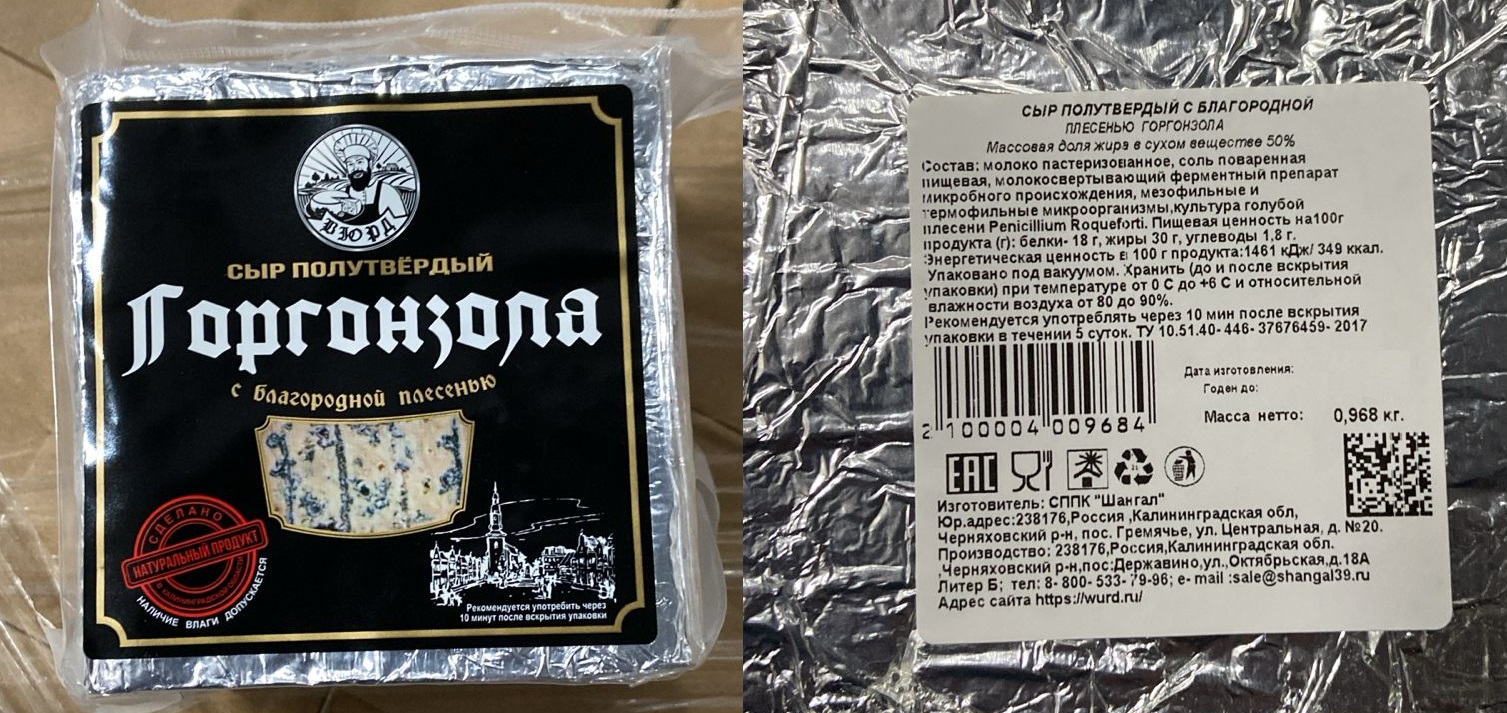 ВЮРД
СЫР ПОЛУТВЁРДЫЙ
Горгонзола
с благородной плесенью
СДЕЛАНО
НАТУРАЛЬНЫЙ ПРОДУКТ
В КАЛИНИНГРАДСКОЙ ОБЛАСТИ
НАЛИЧИЕ ВЛАГИ ДОПУСКАЕТСЯ
Рекомендуется употребить через
10 минут после вскрытия упаковки
СЫР ПОЛУТВЕРДЫЙ С БЛАГОРОДНОЙ
ПЛЕСЕНЬЮ ГОРГОНЗОЛА
Массовая доля жира в сухом веществе 50%
Состав: молоко пастеризованное, соль поваренная
пищевая, молокосвертывающий ферментный препарат
микробного происхождения, мезофильные и
термофильные микроорганизмы,культура голубой
плесени Penicillium Roqueforti. Пищевая ценность на100г
продукта (г): белки- 18 г, жиры 30 г, углеводы 1,8 г.
Энергетическая ценность в 100 г продукта:1461 кДж/ 349 ккал.
Упаковано под вакуумом. Хранить (до и после вскрытия
упаковки) при температуре от 0 С до +6 С и относительной
влажности воздуха от 80 до 90%.
Рекомендуется употреблять через 10 мин после вскрытия
упаковки в течении 5 суток. ТУ 10.51.40- 446- 37676459- 2017
Дата изготовления:
Годен до:
Масса нетто: 0,968 кг.
2 100004 009684
EAC
Изготовитель: СППК "Шангал"
Юр.адрес:238176,Россия ,Калининградская обл,
Черняховский р-н, пос. Гремячье, ул. Центральная, д. №20.
Производство: 238176,Россия,Калининградская обл.
,Черняховский р-н,пос:Державино,ул.,Октябрьская,д.18А
Литер Б; тел: 8- 800- 533- 79-96; e- mail :sale@shangal39.ru
Адрес сайта https://wurd.ru/